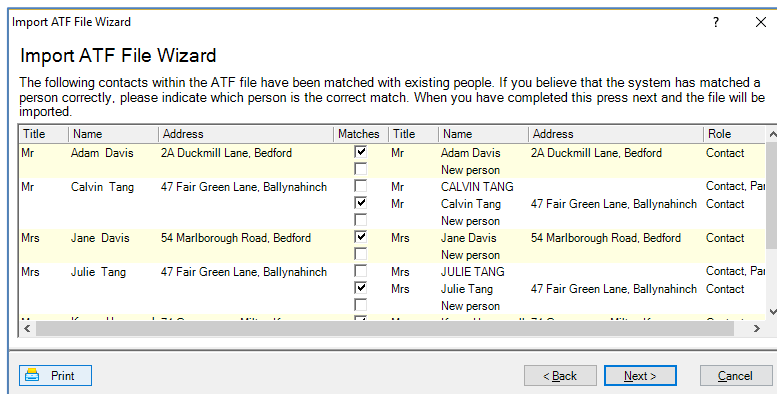 Import ATF File Wizard
Import ATF File Wizard
The following contacts within the ATF file have been matched with existing people. If you believe that the system has matched a
person correctly, please indicate which person is the correct match. When you have completed this press next and the file will be
imported.
Title Name Address Matches Title Name Address Role
Mr Adam Davis 2A Duckmill Lane, Bedford Mr Adam Davis 2A Duckmill Lane, Bedford Contact
New person
Mr Calvin Tang 47 Fair Green Lane, Ballynahinch Mr CALVIN TANG Contact, Par
Mr Calvin Tang 47 Fair Green Lane, Ballynahinch Contact
New person
Mrs Jane Davis 54 Marlborough Road, Bedford Mrs Jane Davis 54 Marlborough Road, Bedford Contact
New person
Mrs Julie Tang 47 Fair Green Lane, Ballynahinch Mrs JULIE TANG Contact, Par
Mrs Julie Tang 47 Fair Green Lane, Ballynahinch Contact
New person
Print < Back Next > Cancel